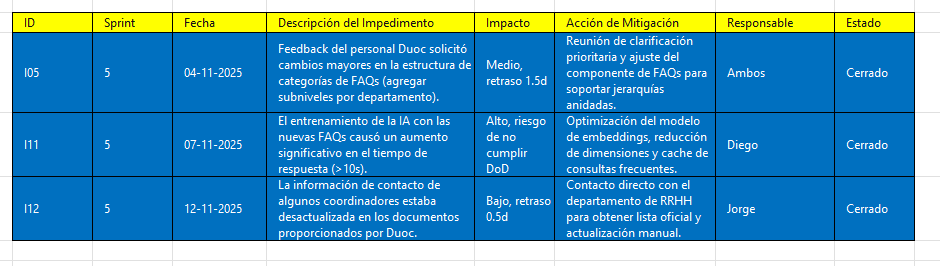 ID Sprint Fecha Descripción del Impedimento Impacto Acción de Mitigación Responsable Estado
I05 5 04-11-2025
Feedback del personal Duoc solicitó
cambios mayores en la estructura de
categorías de FAQs (agregar
subniveles por departamento).
Medio,
retraso 1.5d
Reunión de clarificación
prioritaria y ajuste del
componente de FAQs para
soportar jerarquías
anidadas.
Ambos
Cerrado
I11 5 07-11-2025
El entrenamiento de la IA con las
nuevas FAQs causó un aumento
significativo en el tiempo de
respuesta (>10s).
Alto, riesgo
de no
cumplir
DoD
Optimización del modelo
de embeddings, reducción
de dimensiones y cache de
consultas frecuentes.
Diego
Cerrado
I12 5 12-11-2025
La información de contacto de
algunos coordinadores estaba
desactualizada en los documentos
proporcionados por Duoc.
Bajo, retraso
0.5d
Contacto directo con el
departamento de RRHH
para obtener lista oficial y
actualización manual.
Jorge
Cerrado